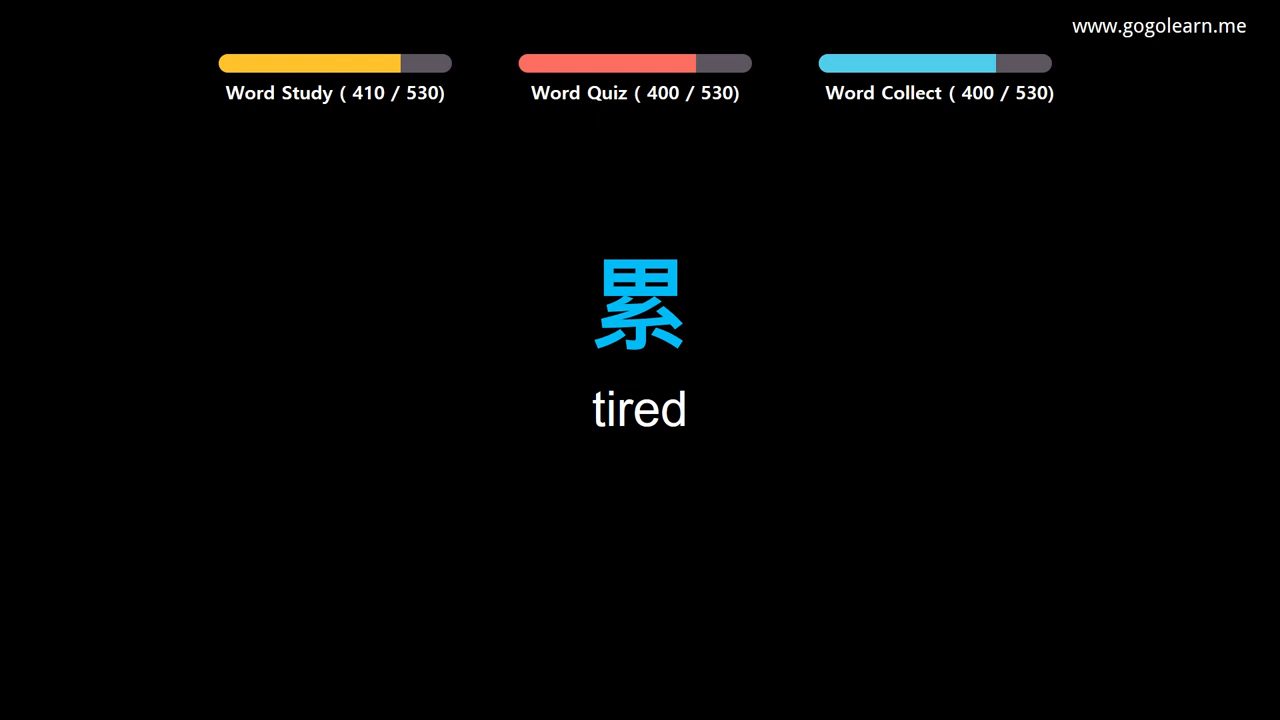 www.gogolearn.me
Word Study ( 410 / 530)
Word Quiz ( 400 / 530)
Word Collect ( 400 / 530)
累
tired